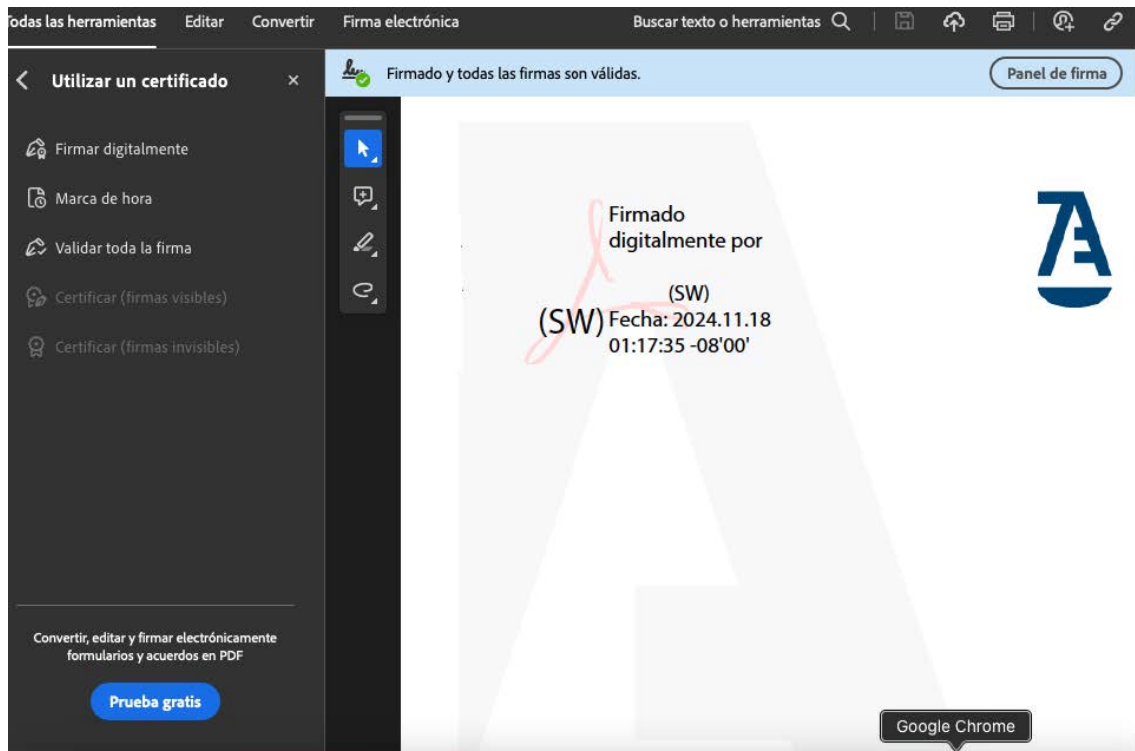 Todas las herramientas Editar Convertir Firma electrónica Buscar texto o herramientas
Utilizar un certificado
Firmado y todas las firmas son válidas.
Panel de firma
Firmar digitalmente
Marca de hora
Validar toda la firma
Certificar (firmas visibles)
Certificar (firmas invisibles)
Convertir, editar y firmar electrónicamente
formularios y acuerdos en PDF
Prueba gratis
(SW)
Firmado
digitalmente por
(SW)
Fecha: 2024.11.18
01:17:35 -08'00'
Google Chrome